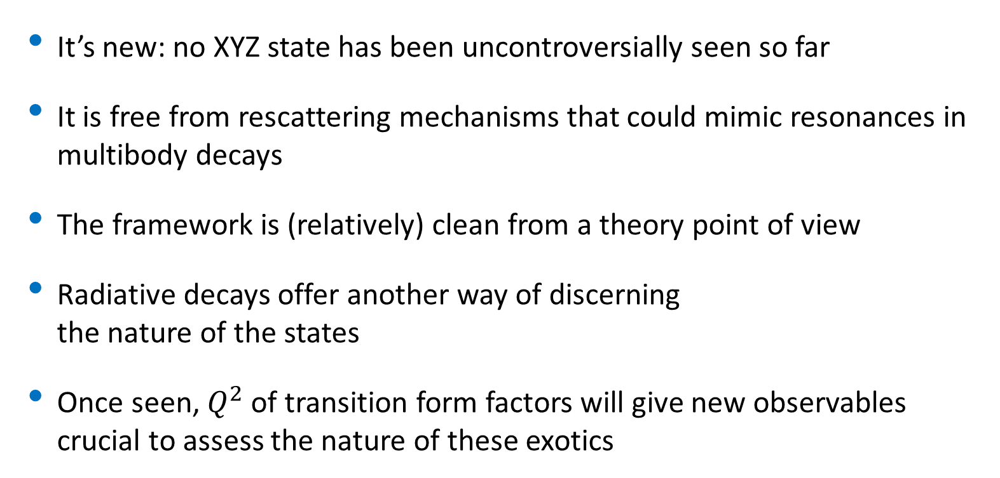 • It’s new: no XYZ state has been uncontroversially seen so far
• It is free from rescattering mechanisms that could mimic resonances in
multibody decays
• The framework is (relatively) clean from a theory point of view
• Radiative decays offer another way of discerning
the nature of the states
• Once seen, Q² of transition form factors will give new observables
crucial to assess the nature of these exotics